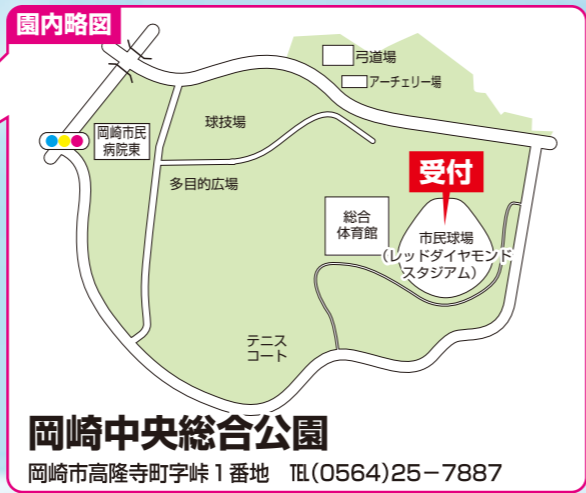 園内略図
弓道場
アーチェリー場
球技場
岡崎市民
病院東
多目的広場
受付
総合
体育館
市民球場
(レッドダイヤモンド
スタジアム)
テニス
コート
岡崎中央総合公園
岡崎市高隆寺町字峠1番地 ℡(0564)25-7887